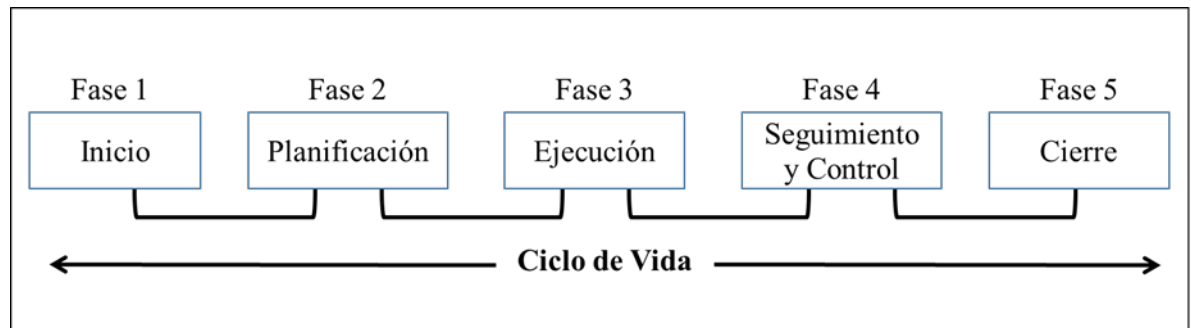 Fase 1
Fase 2
Fase 3
Fase 4
Fase 5
Inicio
Planificación
Ejecución
Seguimiento
y Control
Cierre
Ciclo de Vida